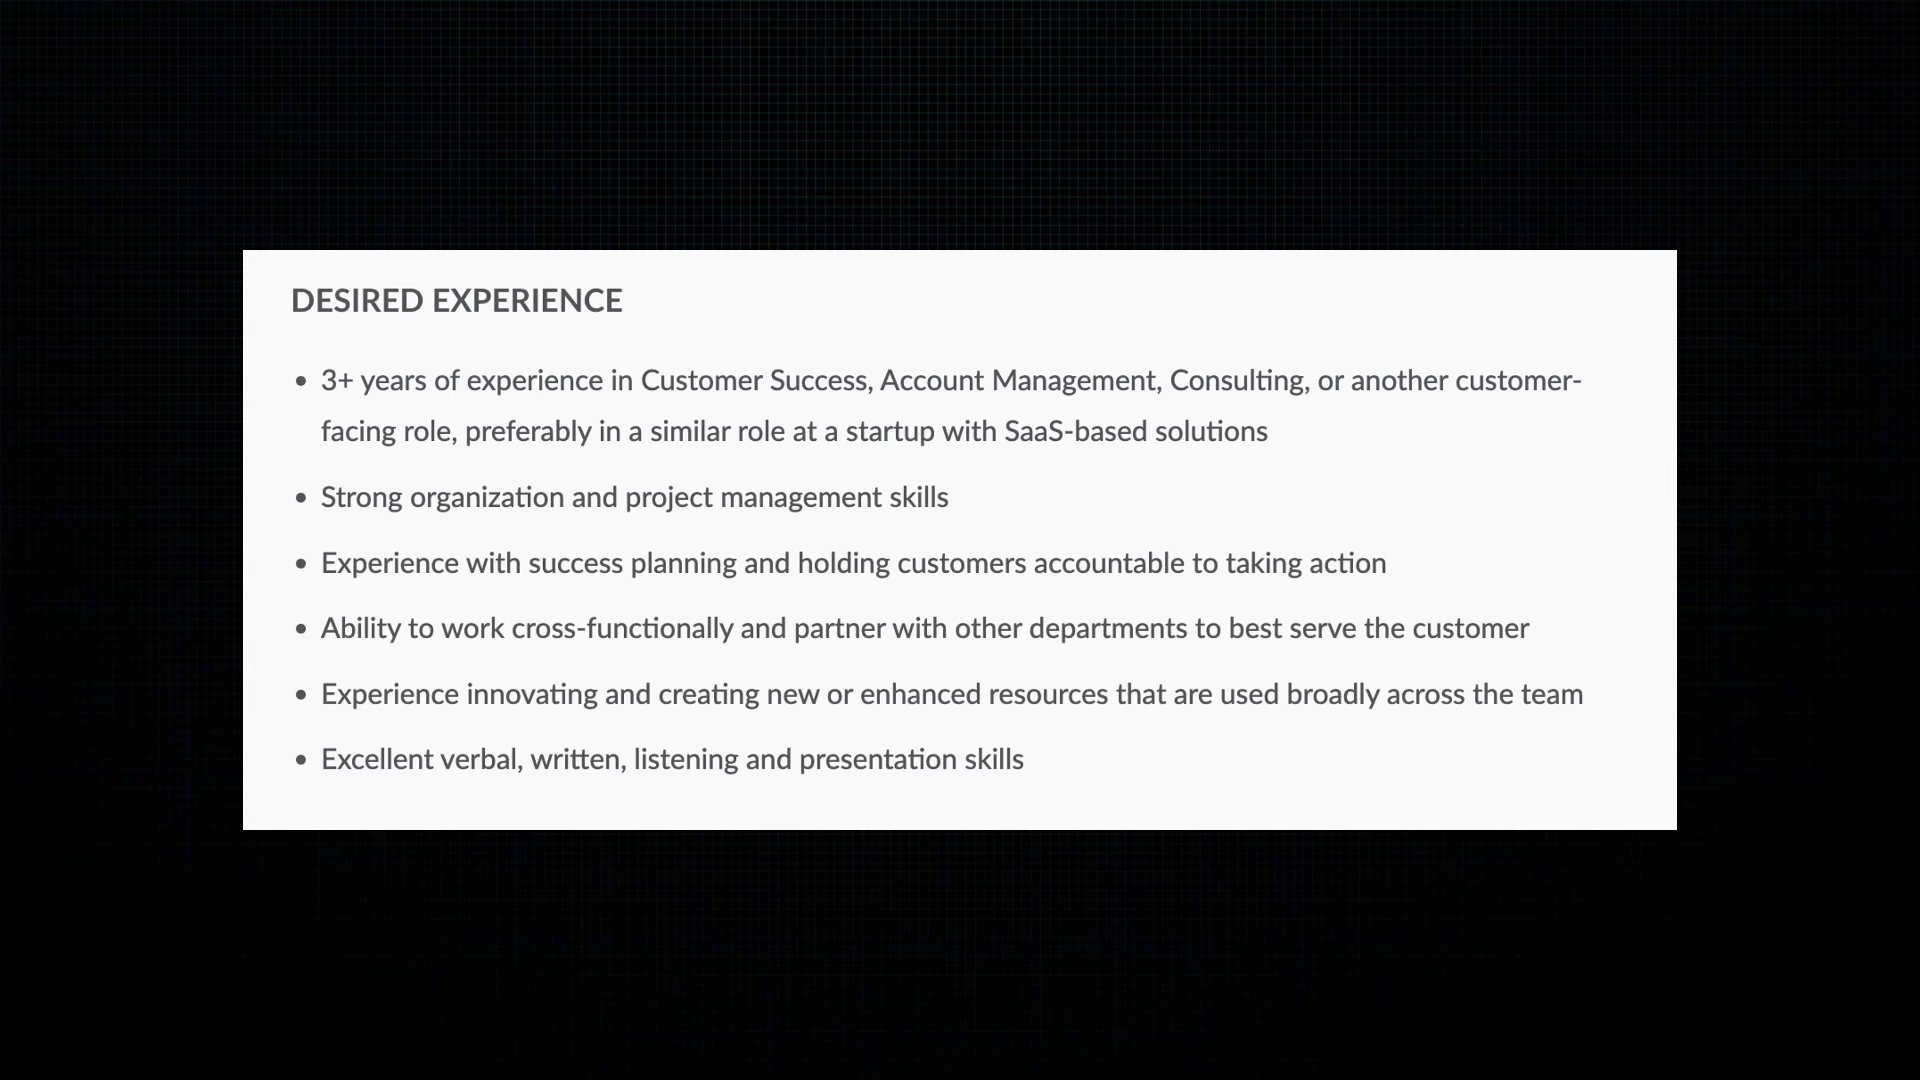 DESIRED EXPERIENCE
• 3+ years of experience in Customer Success, Account Management, Consulting, or another customer-
facing role, preferably in a similar role at a startup with SaaS-based solutions
• Strong organization and project management skills
• Experience with success planning and holding customers accountable to taking action
• Ability to work cross-functionally and partner with other departments to best serve the customer
• Experience innovating and creating new or enhanced resources that are used broadly across the team
• Excellent verbal, written, listening and presentation skills